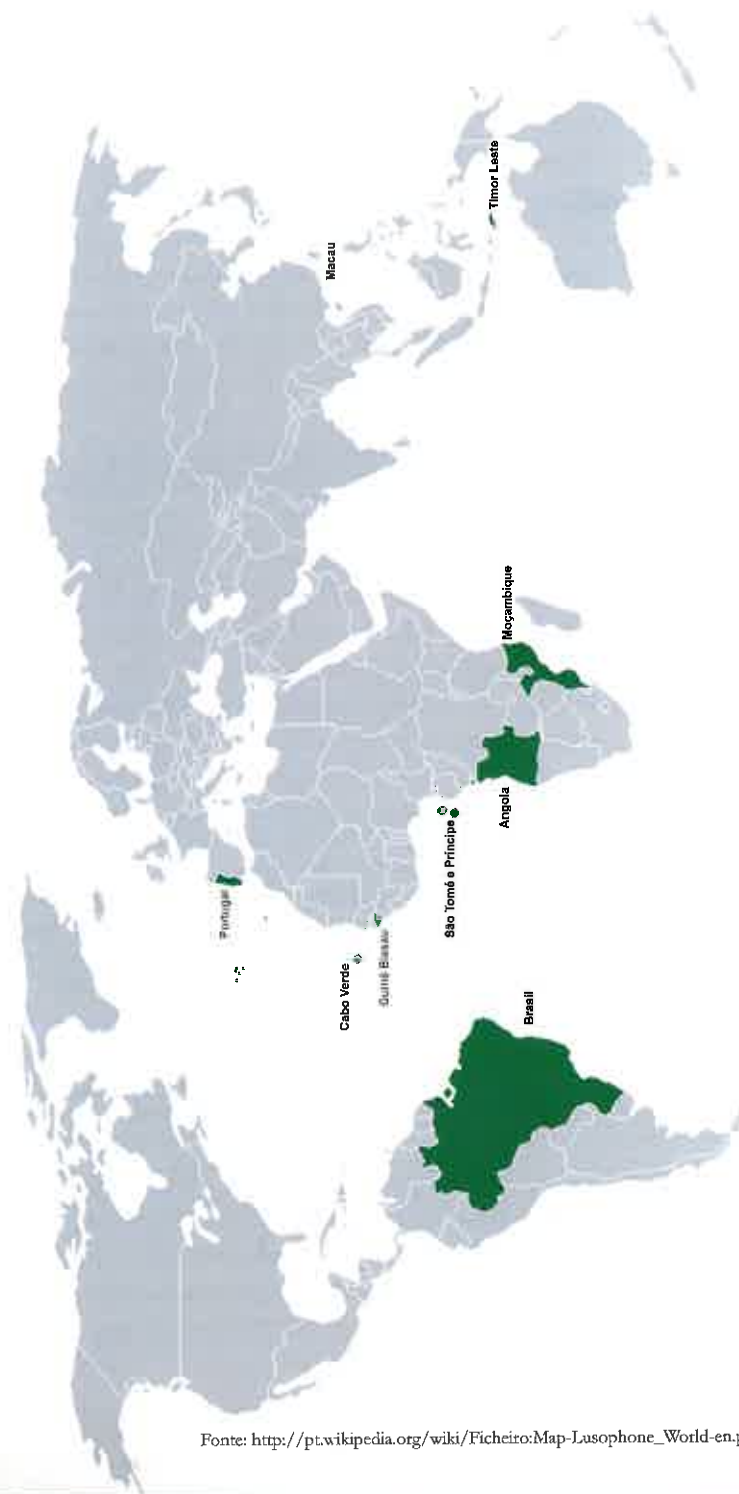 Macau
Timor Leste
Moçambique
Portugal
Cabo Verde
Guiné Bissau
São Tomé e Príncipe
Angola
Brasil
Fonte: http://pt.wikipedia.org/wiki/Ficheiro:Map-Lusophone_World-en.p